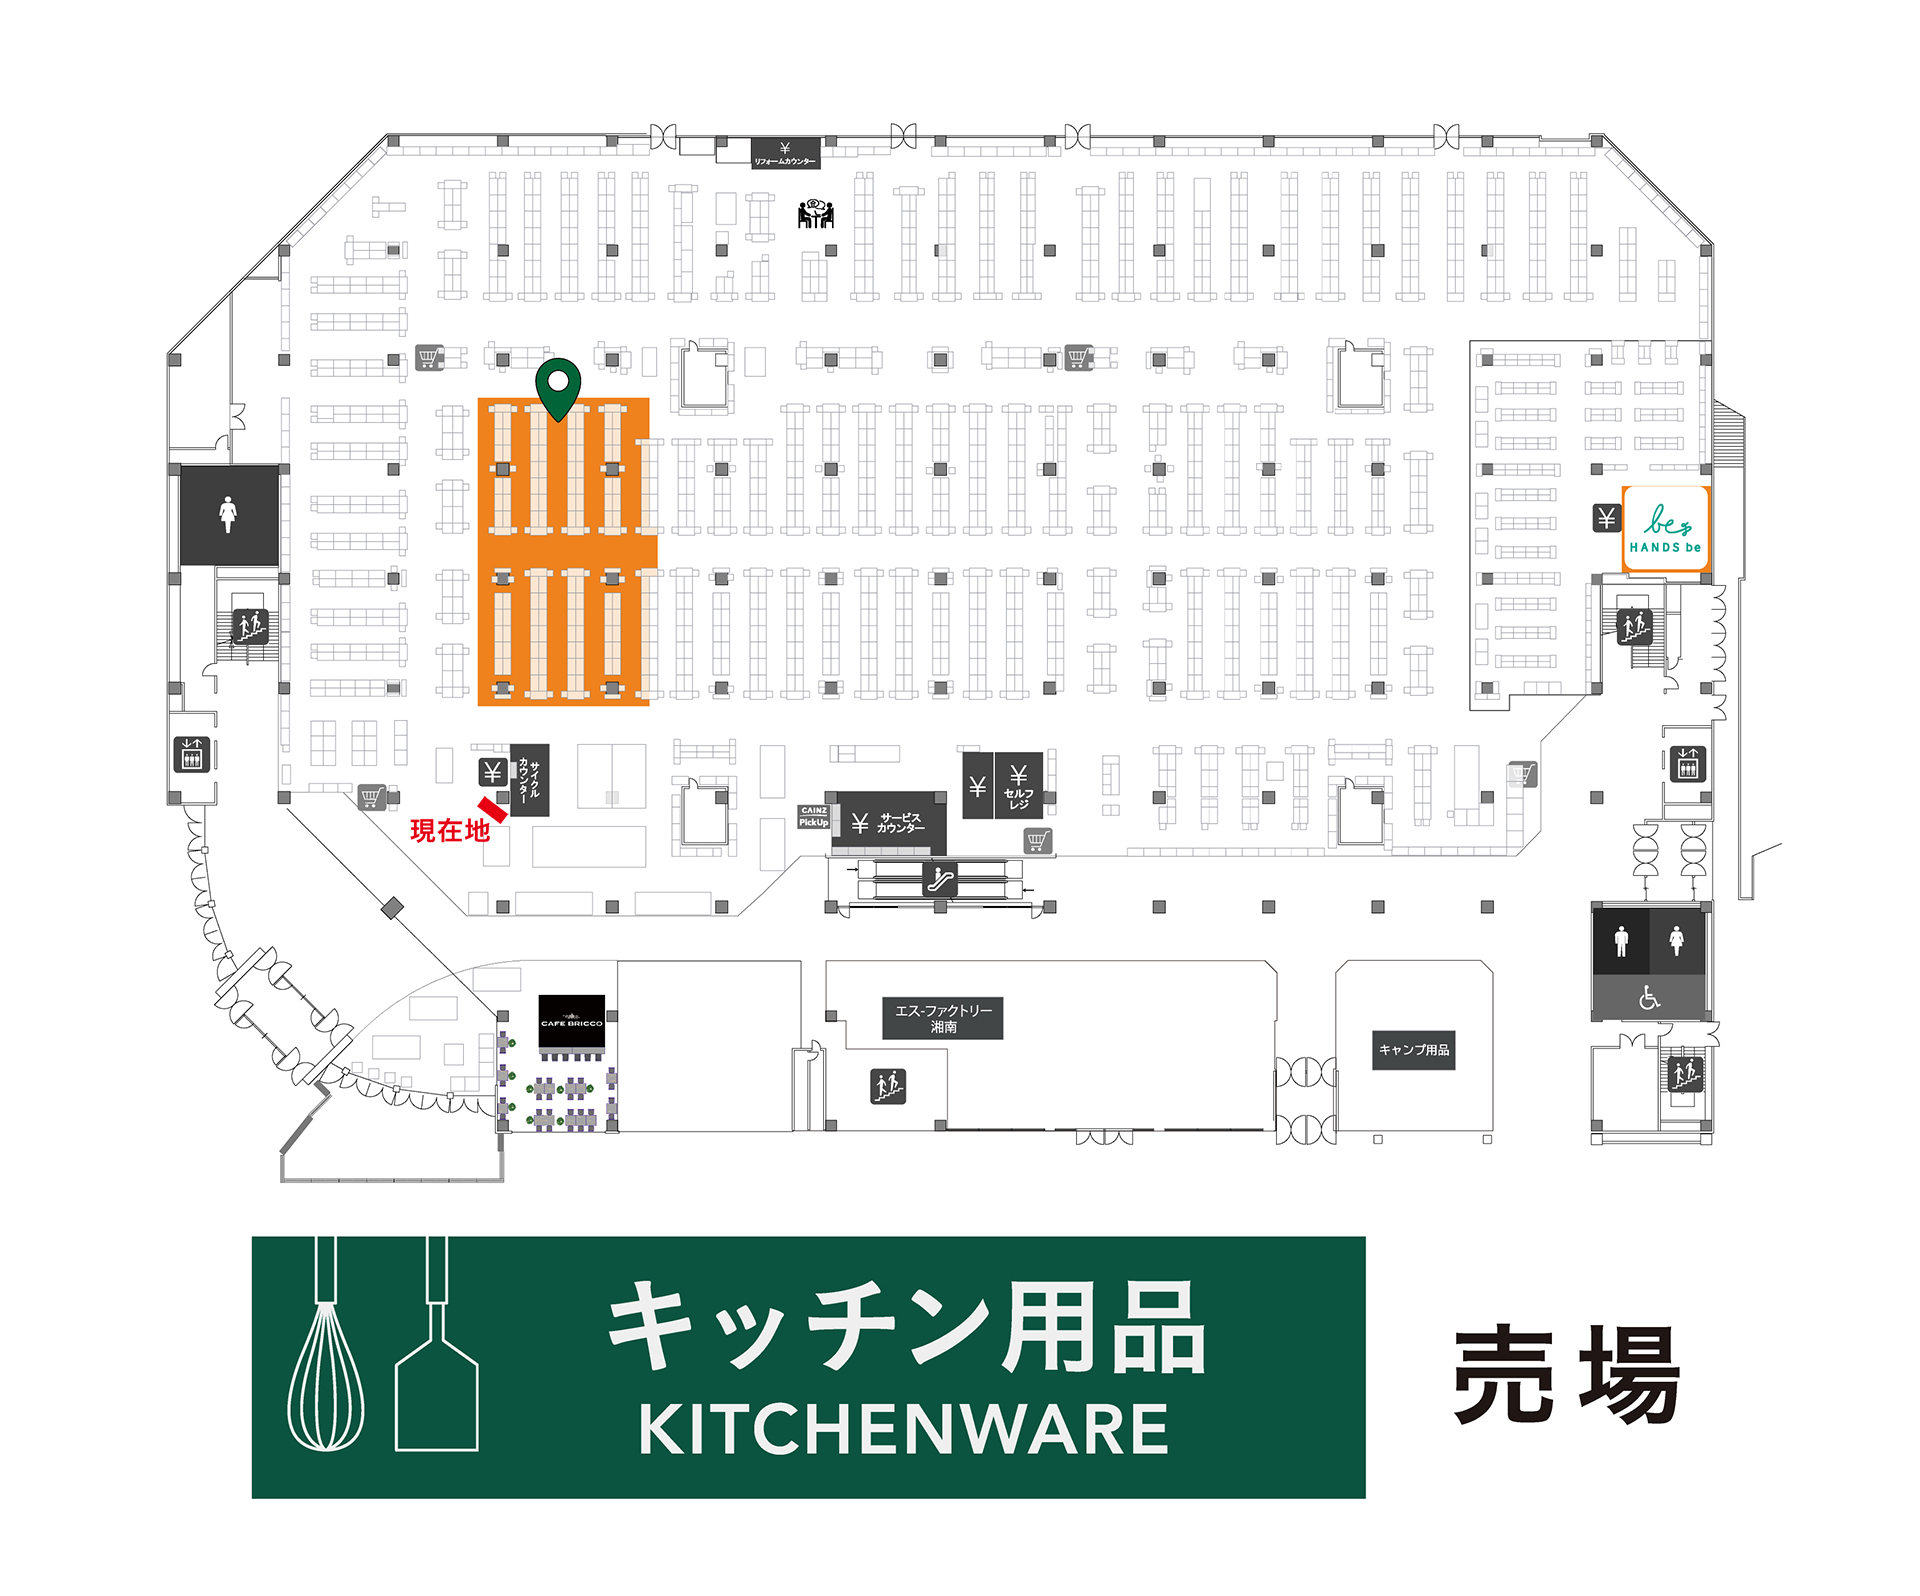 ¥
リフォームカウンター
be
HANDS be
¥
¥
サイクル
カウンター
現在地
CAINZ
PickUp
¥
サービス
カウンター
¥
¥
セルフ
レジ
CAFE BRICCO
エス-ファクトリー
湘南
キャンプ用品
キッチン用品
KITCHENWARE
売場